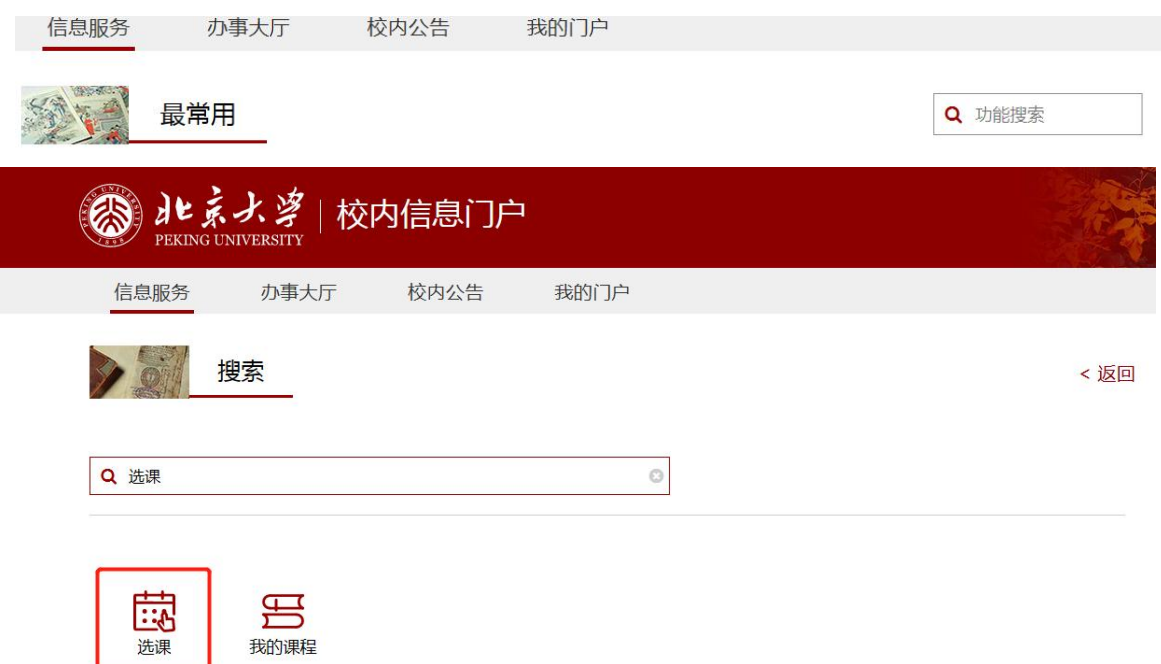 信息服务 办事大厅 校内公告 我的门户
最常用
功能搜索
北京大学 | 校内信息门户
PEKING UNIVERSITY
PEKING UNIVERSITY
1898
信息服务 办事大厅 校内公告 我的门户
搜索
< 返回
选课
选课 我的课程